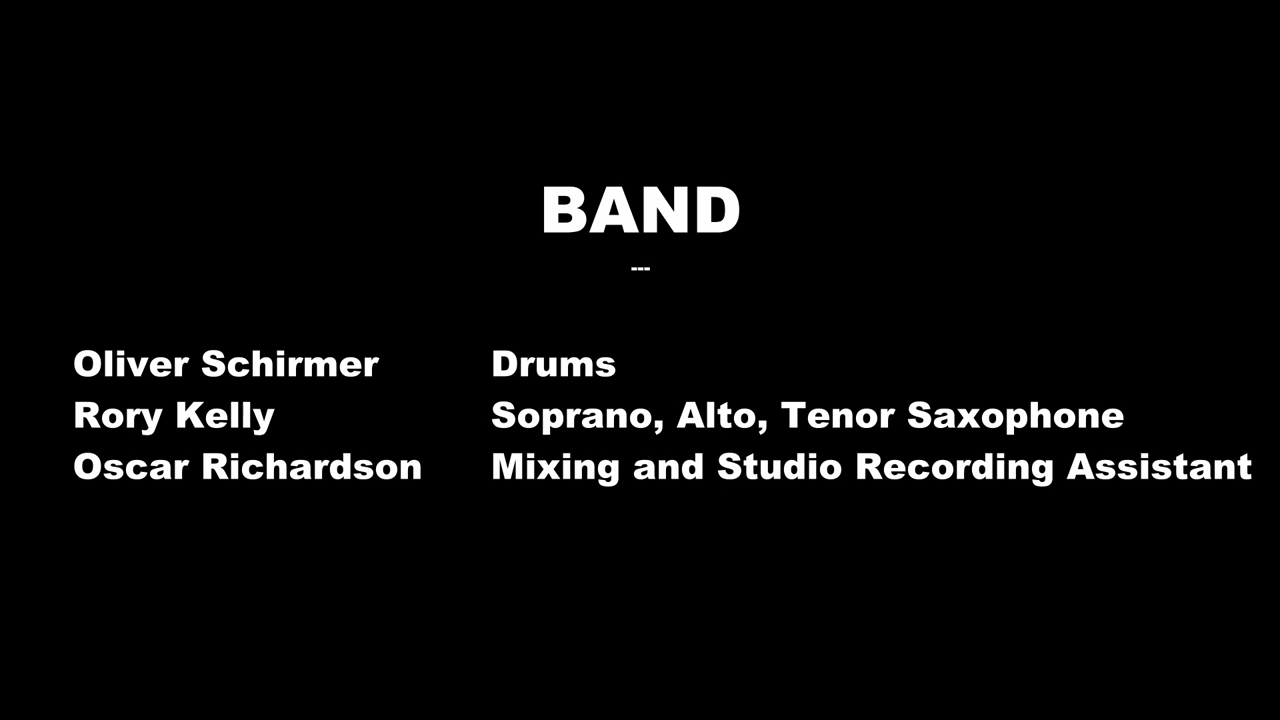 BAND
---
Oliver Schirmer Drums
Rory Kelly Soprano, Alto, Tenor Saxophone
Oscar Richardson Mixing and Studio Recording Assistant